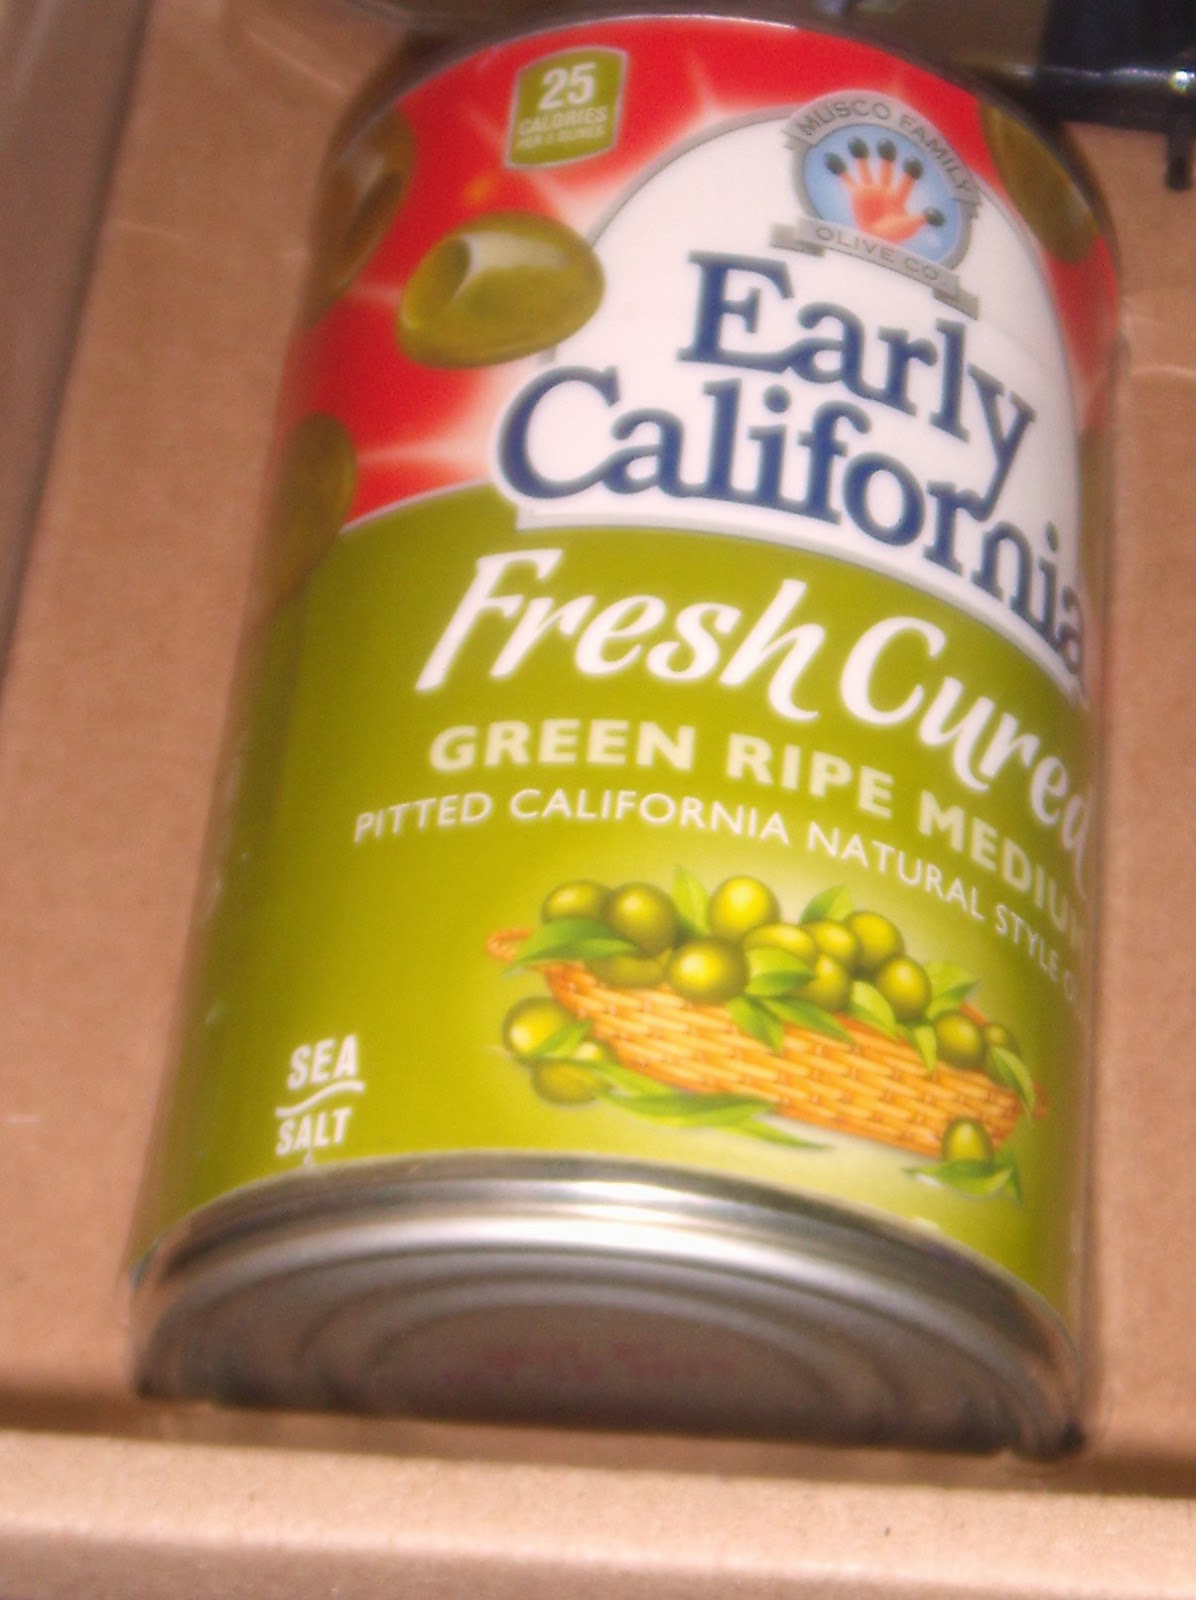 25
CALORIES
MUSCO FAMILY
OLIVE CO.
Early
California
Fresh Cured
GREEN RIPE MEDIUM
PITTED CALIFORNIA NATURAL STYLE
SEA
SALT